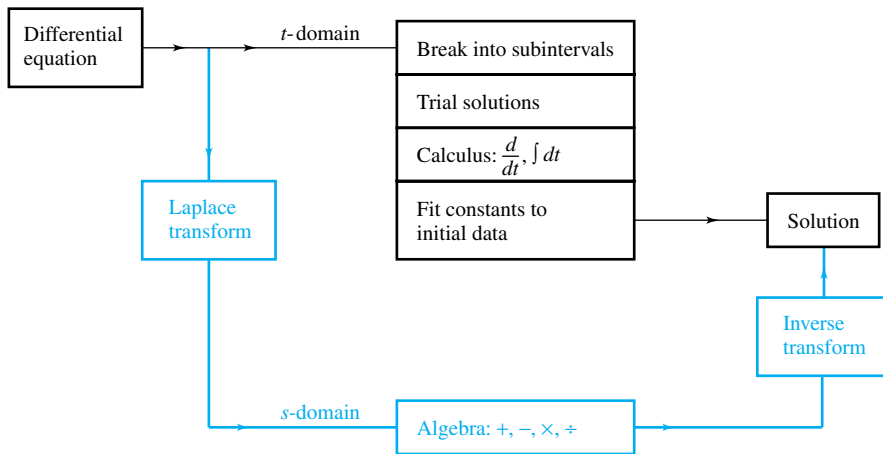 Differential
equation
t-domain
Break into subintervals
Trial solutions
Calculus: d/dt, ∫ dt
Fit constants to
initial data
Laplace
transform
Solution
Inverse
transform
s-domain
Algebra: +, −, ×, ÷